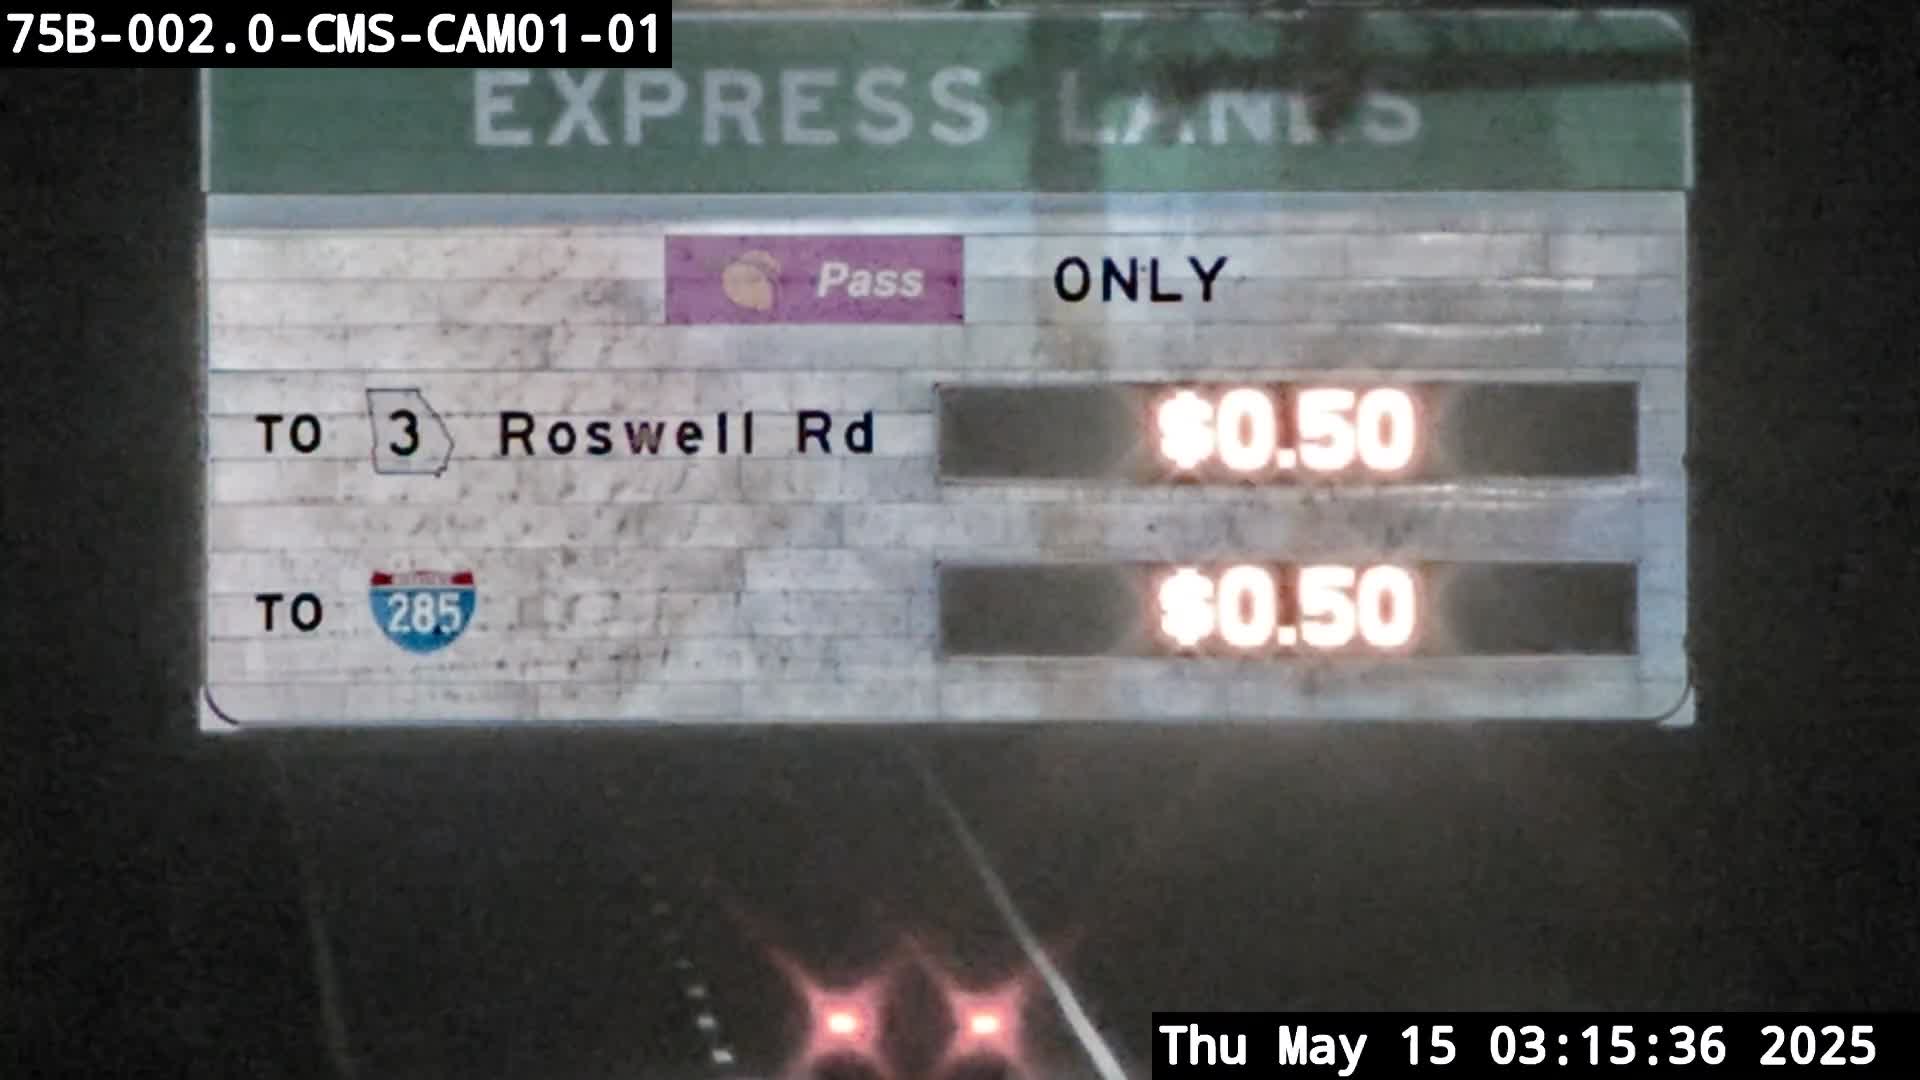 75B-002.0-CMS-CAM01-01
EXPRESS LANES
Pass ONLY
TO 3 Roswell Rd $0.50
TO 285 $0.50
Thu May 15 03:15:36 2025